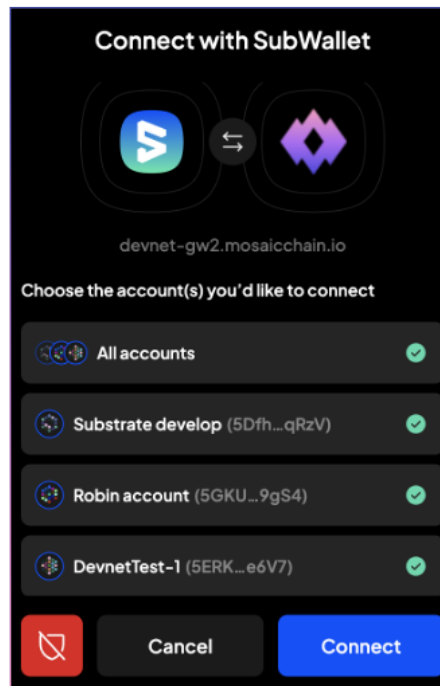 Connect with SubWallet
devnet-gw2.mosaicchain.io
Choose the account(s) you'd like to connect
All accounts
Substrate develop (5Dfh...qRzV)
Robin account (5GKU...9gS4)
DevnetTest-1 (5ERK...e6V7)
Cancel
Connect